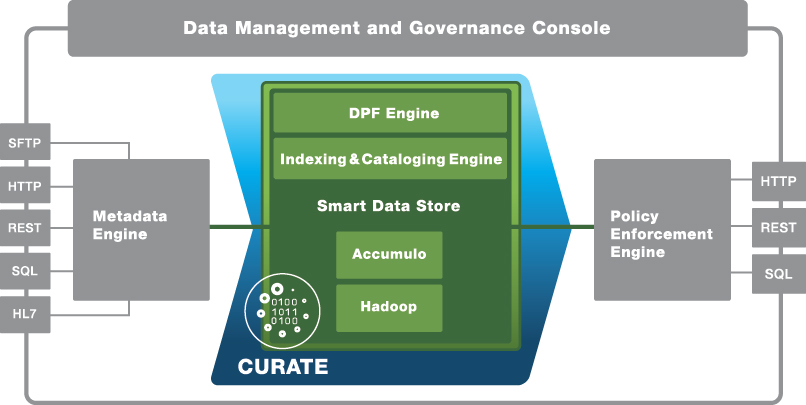 Data Management and Governance Console
SFTP
HTTP
REST
SQL
HL7
Metadata
Engine
DPF Engine
Indexing & Cataloging Engine
Smart Data Store
Accumulo
Hadoop
0100
1011
0100
CURATE
Policy
Enforcement
Engine
HTTP
REST
SQL